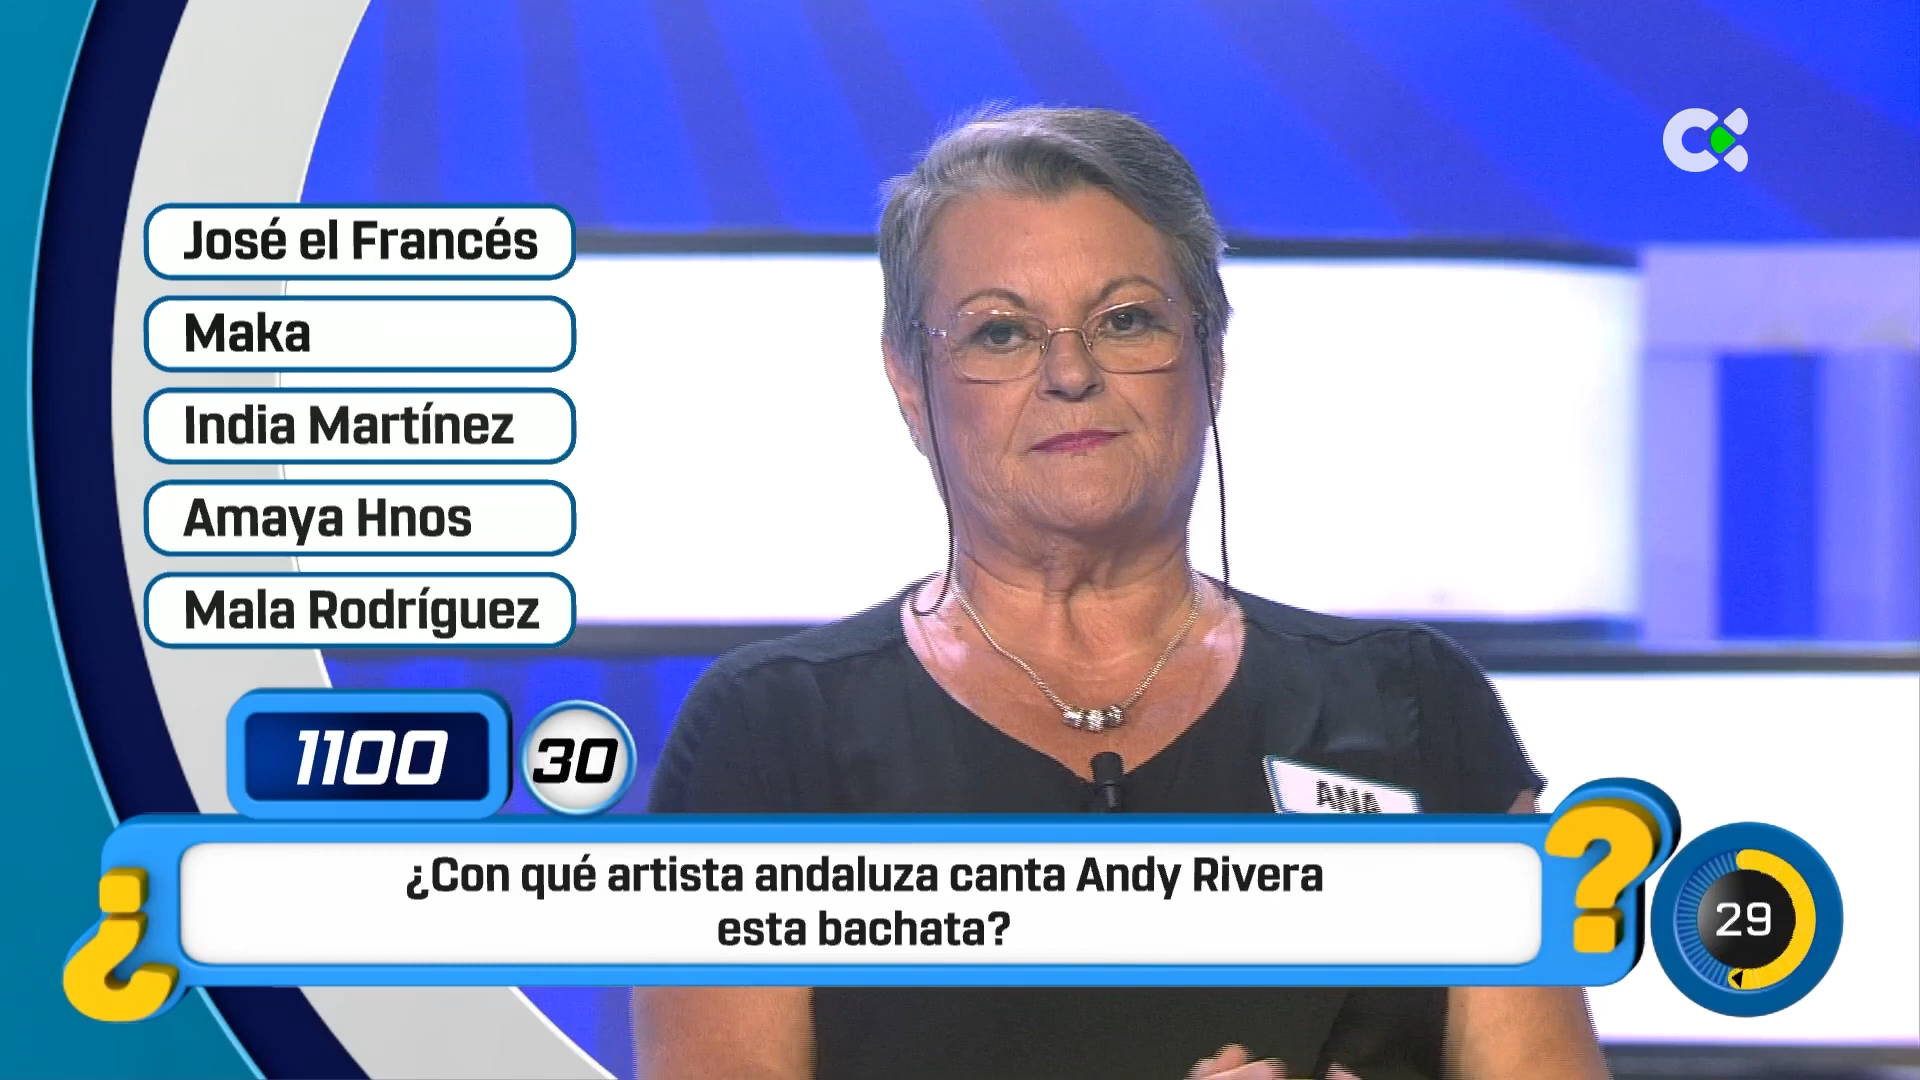 José el Francés
Maka
India Martínez
Amaya Hnos
Mala Rodríguez
1100
30
ANA
¿Con qué artista andaluza canta Andy Rivera
esta bachata?
29